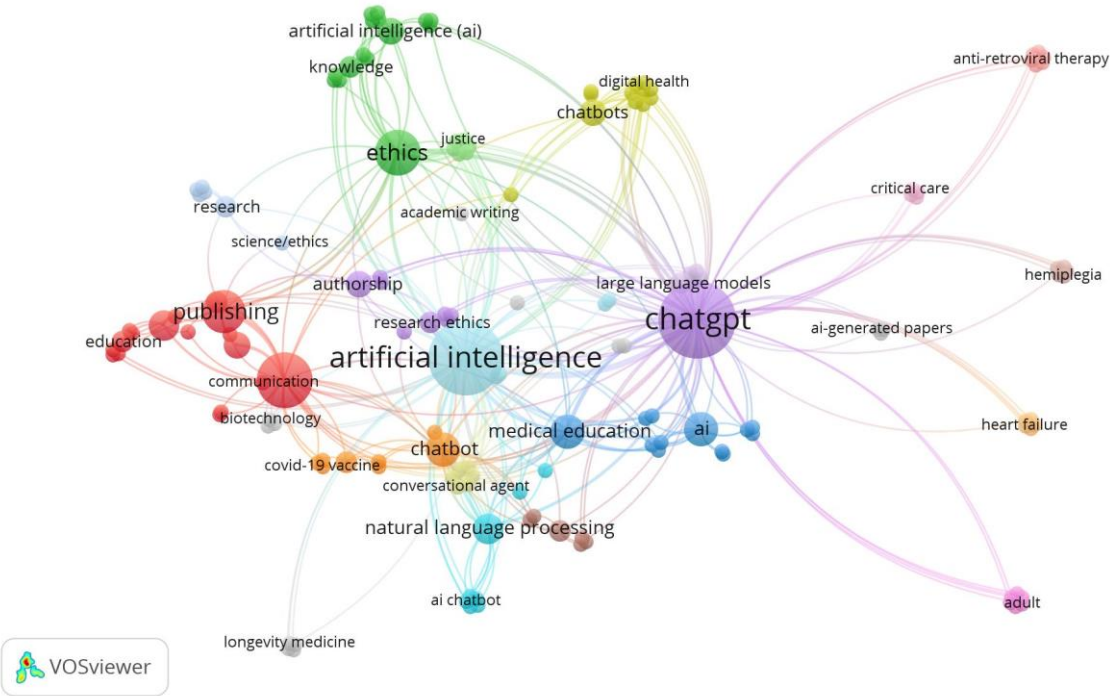 artificial intelligence (ai)
anti-retroviral therapy
knowledge
digital health
chatbots
justice
ethics
critical care
research
academic writing
science/ethics
hemiplegia
authorship
large language models
publishing
chatgpt
research ethics
ai-generated papers
education
artificial intelligence
communication
biotechnology
heart failure
medical education
ai
chatbot
covid-19 vaccine
conversational agent
natural language processing
ai chatbot
adult
longevity medicine
VOSviewer